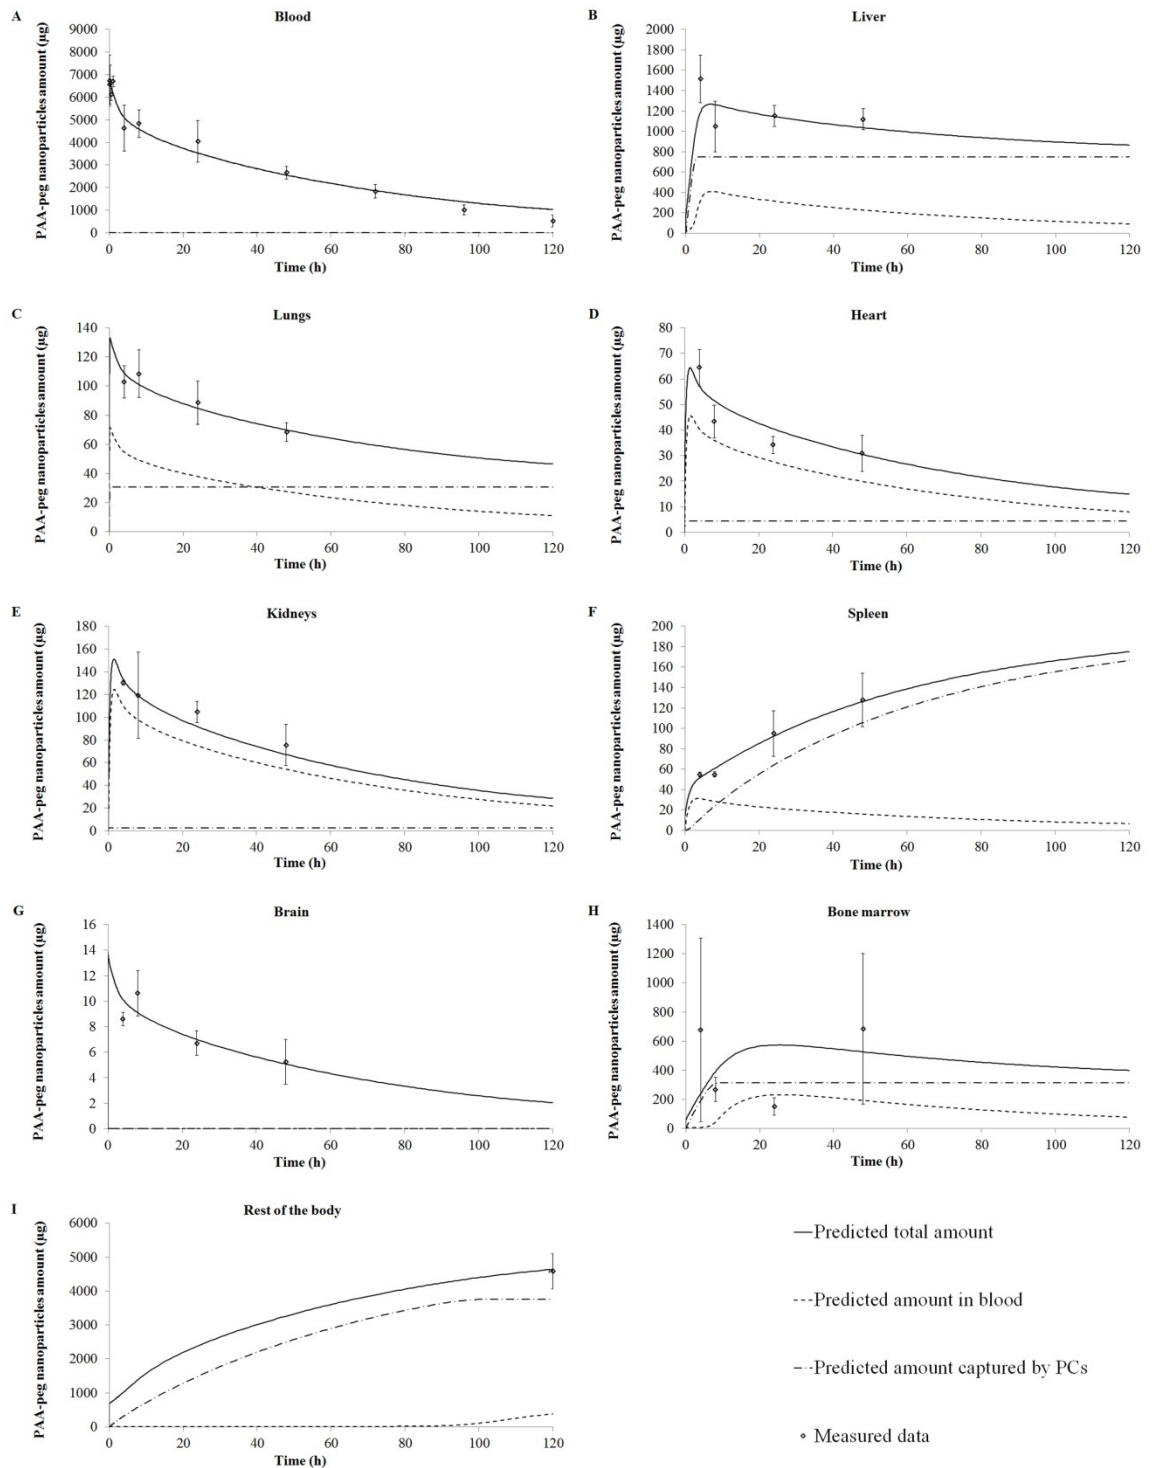 A Blood
PAA-peg nanoparticles amount (µg)
9000
8000
7000
6000
5000
4000
3000
2000
1000
0
0 20 40 60 80 100 120
Time (h)
B Liver
PAA-peg nanoparticles amount (µg)
2000
1800
1600
1400
1200
1000
800
600
400
200
0
0 20 40 60 80 100 120
Time (h)
C Lungs
PAA-peg nanoparticles amount (µg)
140
120
100
80
60
40
20
0
0 20 40 60 80 100 120
Time (h)
D Heart
PAA-peg nanoparticles amount (µg)
80
70
60
50
40
30
20
10
0
0 20 40 60 80 100 120
Time (h)
E Kidneys
PAA-peg nanoparticles amount (µg)
180
160
140
120
100
80
60
40
20
0
0 20 40 60 80 100 120
Time (h)
F Spleen
PAA-peg nanoparticles amount (µg)
200
180
160
140
120
100
80
60
40
20
0
0 20 40 60 80 100 120
Time (h)
G Brain
PAA-peg nanoparticles amount (µg)
16
14
12
10
8
6
4
2
0
0 20 40 60 80 100 120
Time (h)
H Bone marrow
PAA-peg nanoparticles amount (µg)
1400
1200
1000
800
600
400
200
0
0 20 40 60 80 100 120
Time (h)
I Rest of the body
PAA-peg nanoparticles amount (µg)
6000
5000
4000
3000
2000
1000
0
0 20 40 60 80 100 120
Time (h)
Predicted total amount
Predicted amount in blood
Predicted amount captured by PCs
Measured data